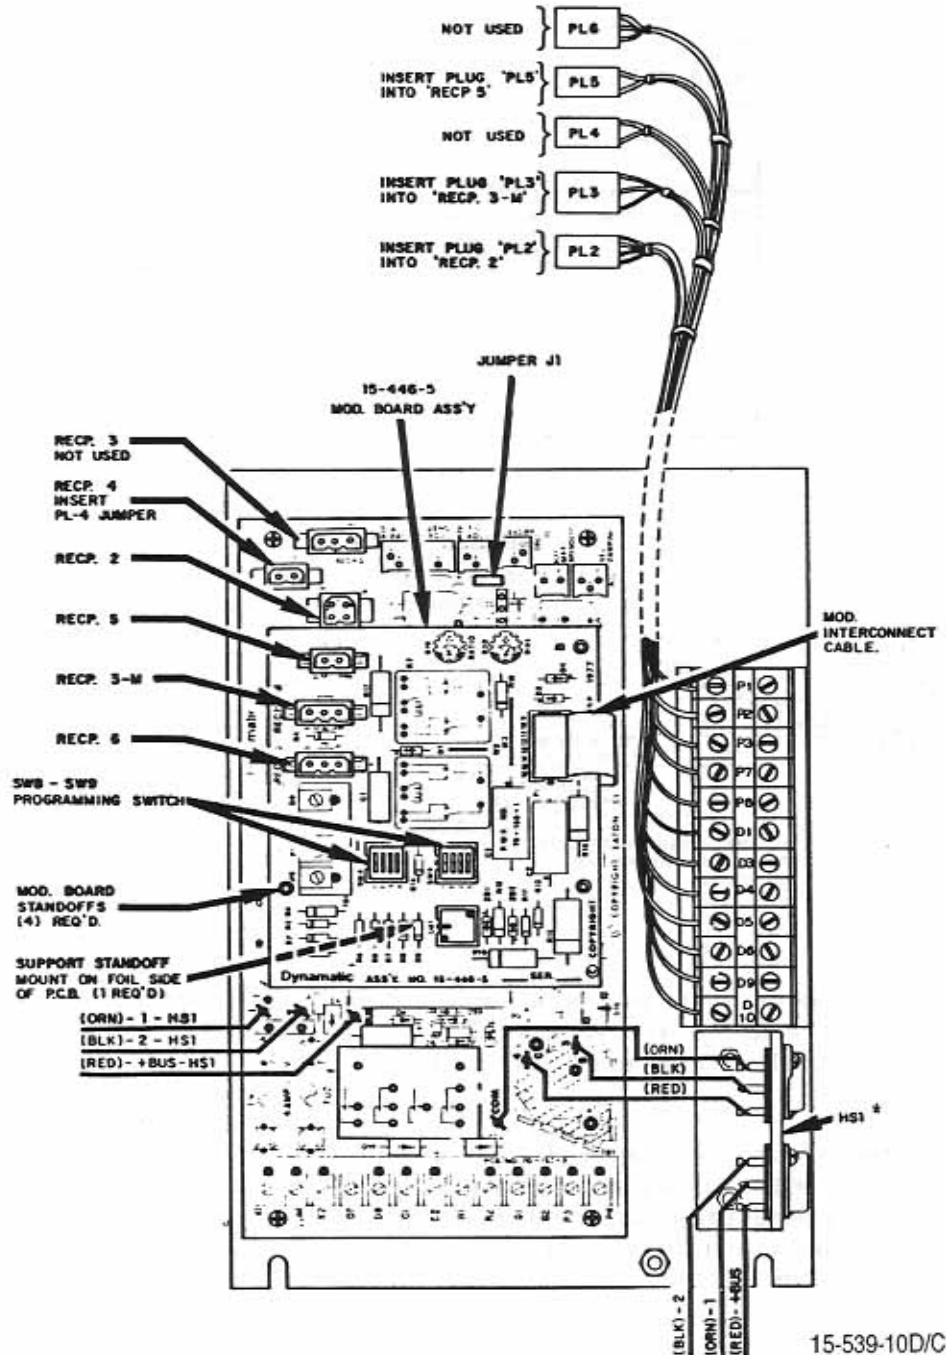 NOT USED
PL6
INSERT PLUG "PL5"
INTO "RECP 5"
PL5
NOT USED
PL4
INSERT PLUG "PL3"
INTO "RECP. 3-M"
PL3
INSERT PLUG "PL2"
INTO "RECP. 2"
PL2
JUMPER J1
15-446-5
MOD. BOARD ASS'Y
RECP. 3
NOT USED
RECP. 4
INSERT
PL-4 JUMPER
RECP. 2
RECP. 5
RECP. 3-M
RECP. 6
SW8 - SW9
PROGRAMMING SWITCH
MOD. BOARD
STANDOFFS
(4) REQ'D.
SUPPORT STANDOFF
MOUNT ON FOIL SIDE
OF P.C.B. (1 REQ'D)
(ORN)- 1 - HS1
(BLK)- 2 - HS1
(RED)- +BUS-HS1
MOD.
INTERCONNECT
CABLE.
P1
P2
P3
P7
P8
D1
D3
D4
D5
D6
D9
D
10
RATIO
1977
© COPYRIGHT
COPYRIGHT EATON
Dynamatic ASS'Y. NO. 15-446-5 SER.
COM
(ORN)
(BLK)
(RED)
HS1 *
(BLK)- 2
(ORN)- 1
(RED)- +BUS
15-539-10D/C